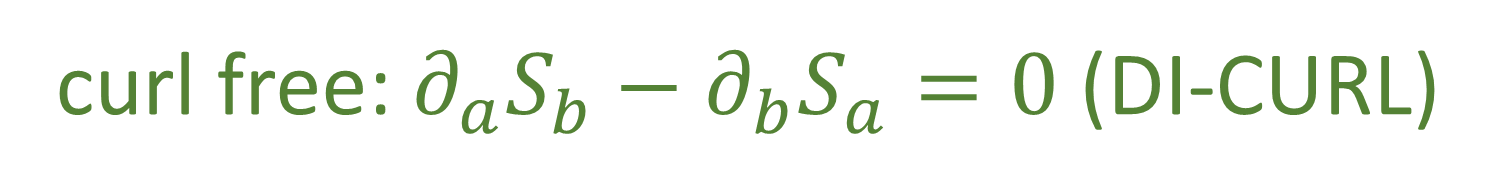 curl free: ∂ₐS_b − ∂_bSₐ = 0 (DI-CURL)